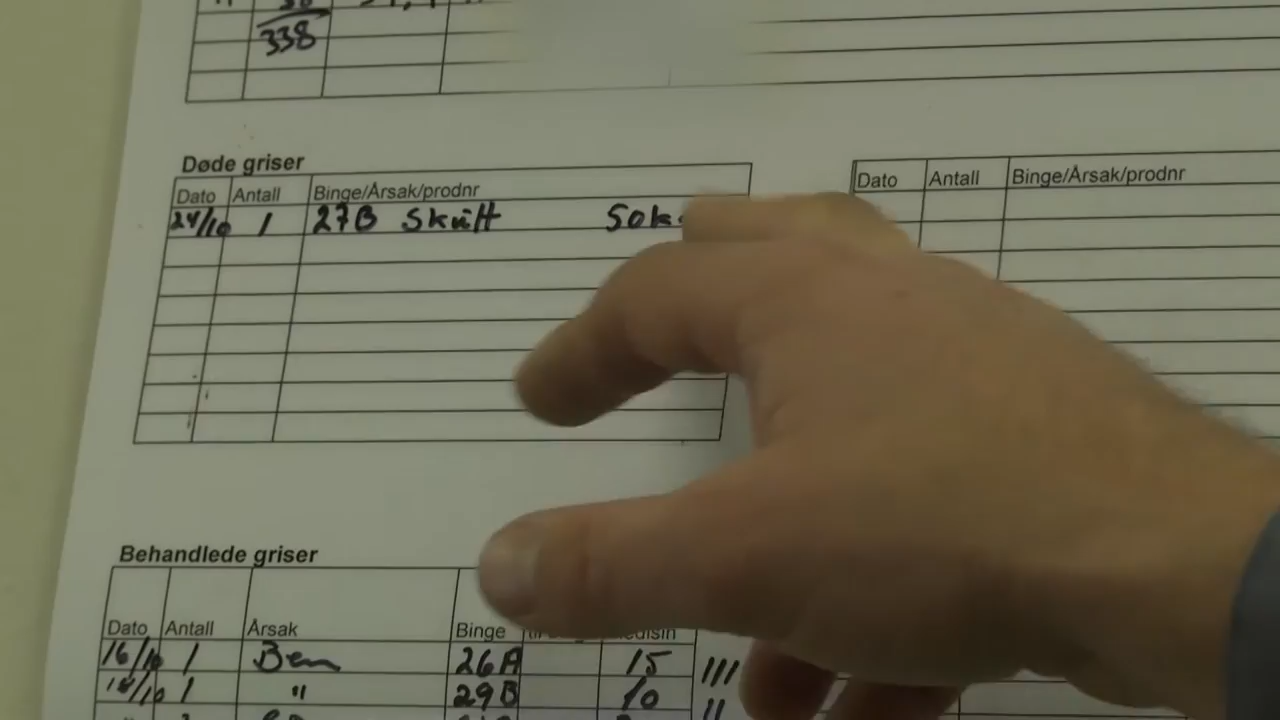 338
Døde griser
Dato Antall Binge/Årsak/prodnr
24/10 1 27B Skutt 50k
Dato Antall Binge/Årsak/prodnr
Behandlede griser
Dato Antall Årsak Binge
16/10 1 Ben 26A 15 ///
18/10 1 " 29B 10 //